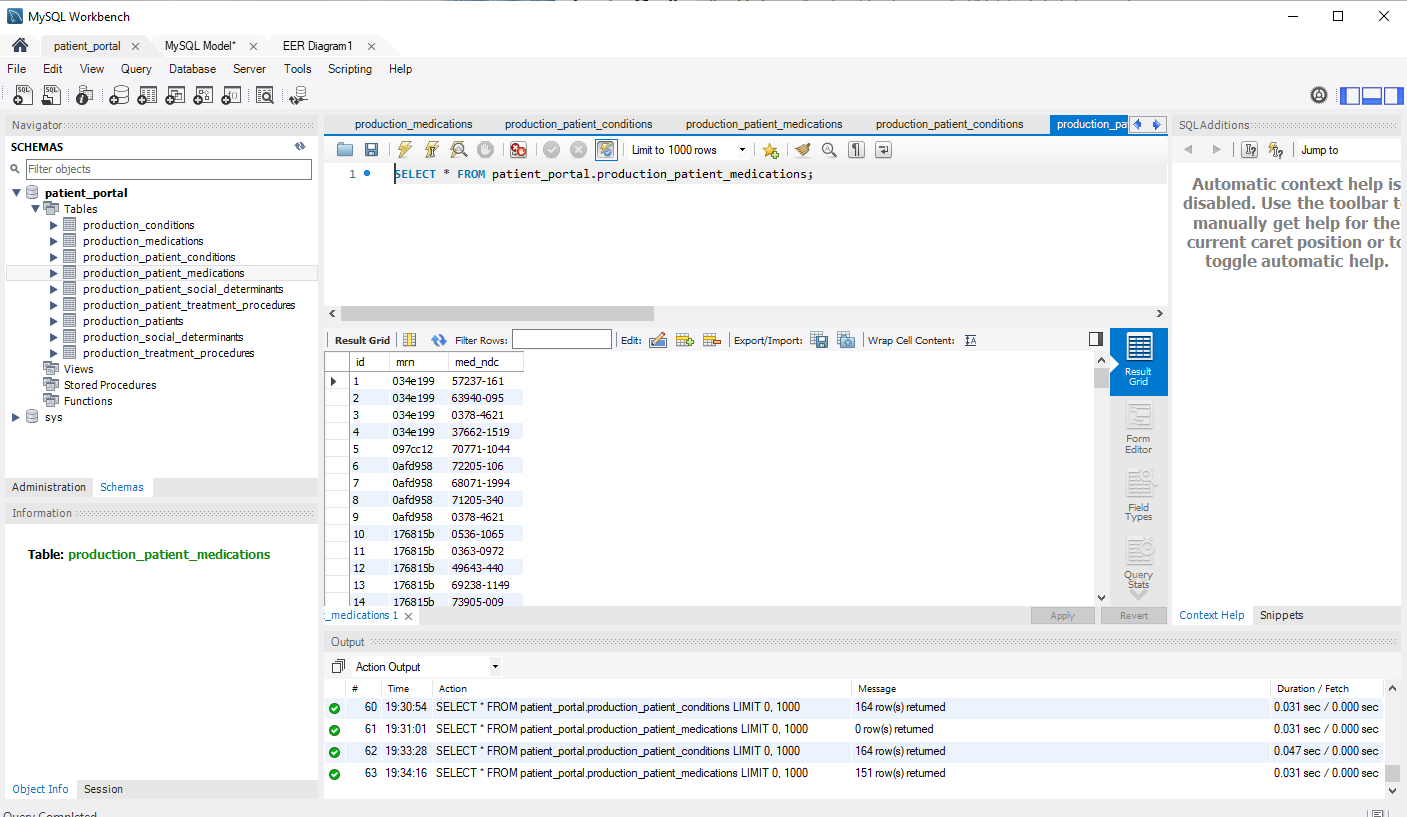 MySQL Workbench
patient_portal
MySQL Model*
EER Diagram1
File Edit View Query Database Server Tools Scripting Help
Navigator
SCHEMAS
Filter objects
patient_portal
Tables
production_conditions
production_medications
production_patient_conditions
production_patient_medications
production_patient_social_determinants
production_patient_treatment_procedures
production_patients
production_social_determinants
production_treatment_procedures
Views
Stored Procedures
Functions
sys
Administration Schemas
Information
Table: production_patient_medications
Object Info Session
production_medications production_patient_conditions production_patient_medications production_patient_conditions production_pa
Limit to 1000 rows
1 SELECT * FROM patient_portal.production_patient_medications;
Result Grid Filter Rows: Edit: Export/Import: Wrap Cell Content:
id mrn med_ndc
1 034e199 57237-161
2 034e199 63940-095
3 034e199 0378-4621
4 034e199 37662-1519
5 097cc12 70771-1044
6 0afd958 72205-106
7 0afd958 68071-1994
8 0afd958 71205-340
9 0afd958 0378-4621
10 176815b 0536-1065
11 176815b 0363-0972
12 176815b 49643-440
13 176815b 69238-1149
14 176815b 73905-009
Result
Grid
Form
Editor
Field
Types
Query
Stats
t_medications 1
Apply Revert
SQLAdditions
Jump to
Automatic context help is
disabled. Use the toolbar to
manually get help for the
current caret position or to
toggle automatic help.
Context Help Snippets
Output
Action Output
# Time Action Message Duration / Fetch
60 19:30:54 SELECT * FROM patient_portal.production_patient_conditions LIMIT 0, 1000 164 row(s) returned 0.031 sec / 0.000 sec
61 19:31:01 SELECT * FROM patient_portal.production_patient_medications LIMIT 0, 1000 0 row(s) returned 0.031 sec / 0.000 sec
62 19:33:28 SELECT * FROM patient_portal.production_patient_conditions LIMIT 0, 1000 164 row(s) returned 0.047 sec / 0.000 sec
63 19:34:16 SELECT * FROM patient_portal.production_patient_medications LIMIT 0, 1000 151 row(s) returned 0.031 sec / 0.000 sec
Query Completed